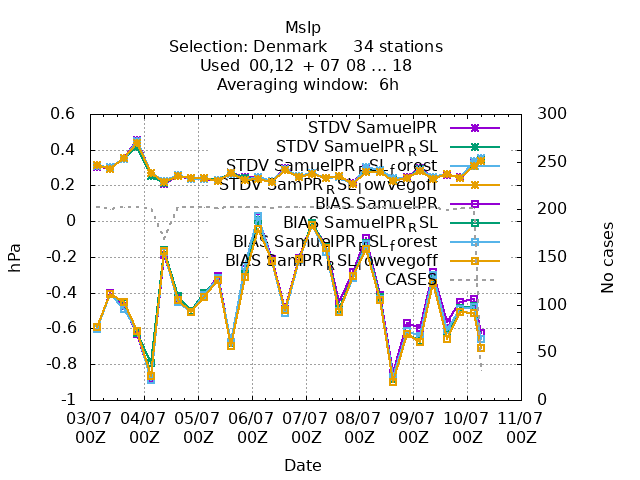 Mslp
Selection: Denmark 34 stations
Used 00,12 + 07 08 ... 18
Averaging window: 6h
0.6
0.4
0.2
0
-0.2
-0.4
-0.6
-0.8
-1
hPa
300
250
200
150
100
50
0
No cases
STDV SamuelPR
STDV SamuelPR_RSL
STDV SamuelPR_RSL_forest
STDV SamPR_RSL_rowvegoff
BIAS SamuelPR
BIAS SamuelPR_RSL
BIAS SamuelPR_RSL_forest
BIAS SamPR_RSL_rowvegoff
CASES
03/07 04/07 05/07 06/07 07/07 08/07 09/07 10/07 11/07
00Z 00Z 00Z 00Z 00Z 00Z 00Z 00Z 00Z
Date